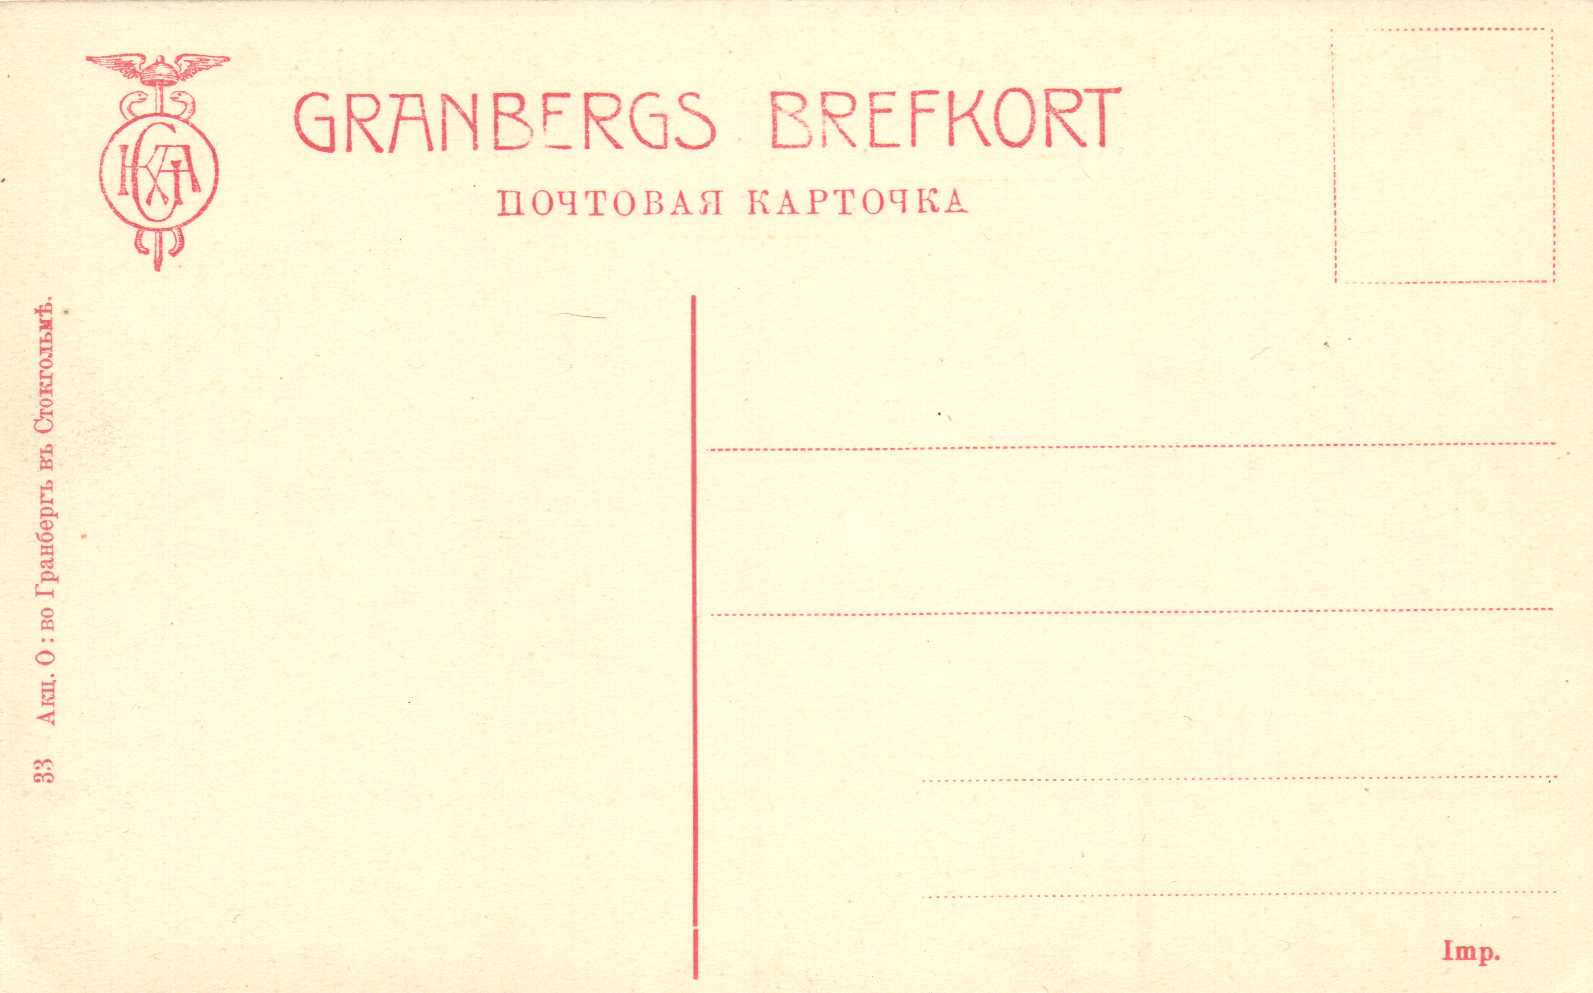 GRANBERGS BREFKORT
ПОЧТОВАЯ КАРТОЧКА
33 Акц. О: во Гранбергъ въ Стокгольмѣ.
Imp.